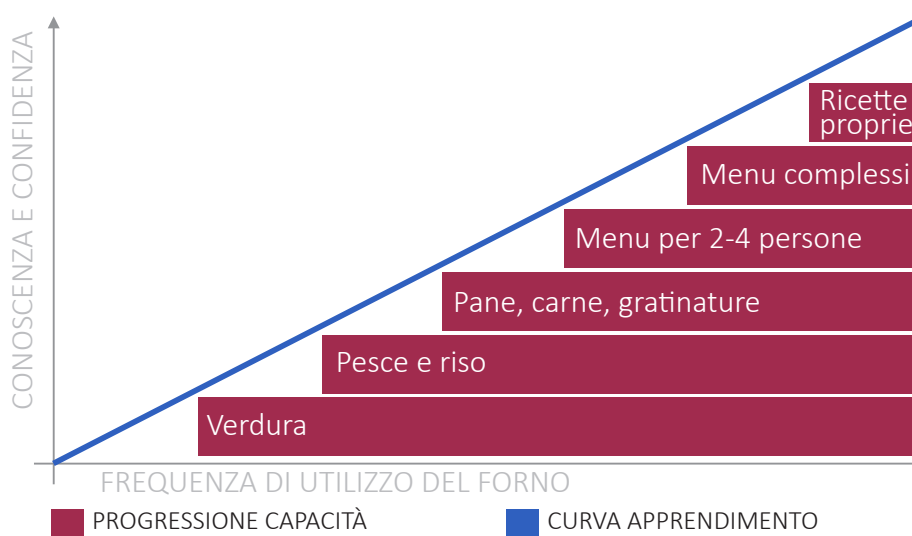 CONOSCENZA E CONFIDENZA
Ricette
proprie
Menu complessi
Menu per 2-4 persone
Pane, carne, gratinature
Pesce e riso
Verdura
FREQUENZA DI UTILIZZO DEL FORNO
PROGRESSIONE CAPACITÀ
CURVA APPRENDIMENTO